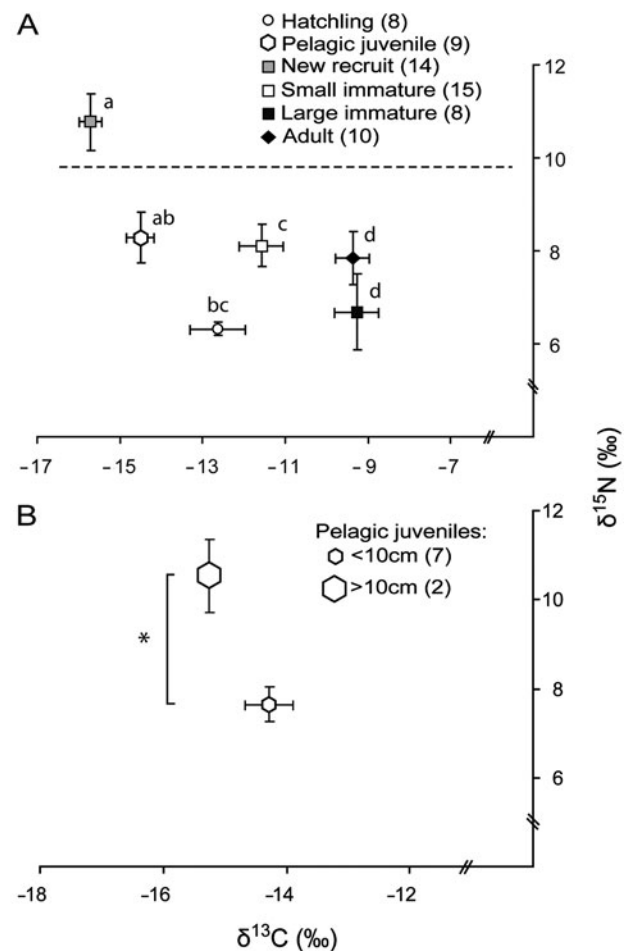 A
Hatchling (8)
Pelagic juvenile (9)
New recruit (14)
Small immature (15)
Large immature (8)
Adult (10)
12
a
10
ab
c
d
8
bc
d
6
−17
−15
−13
−11
−9
−7
δ15N (‰)
B
12
Pelagic juveniles:
<10cm (7)
>10cm (2)
10
*
8
6
−18
−16
−14
−12
δ13C (‰)